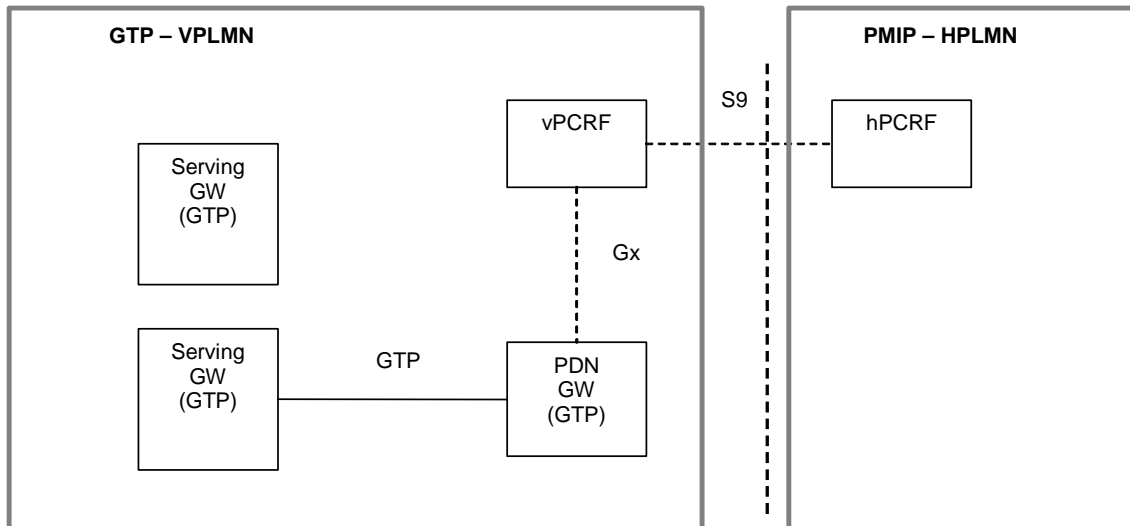 GTP – VPLMN
PMIP – HPLMN
S9
vPCRF
hPCRF
Serving
GW
(GTP)
Gx
Serving
GW
(GTP)
GTP
PDN
GW
(GTP)